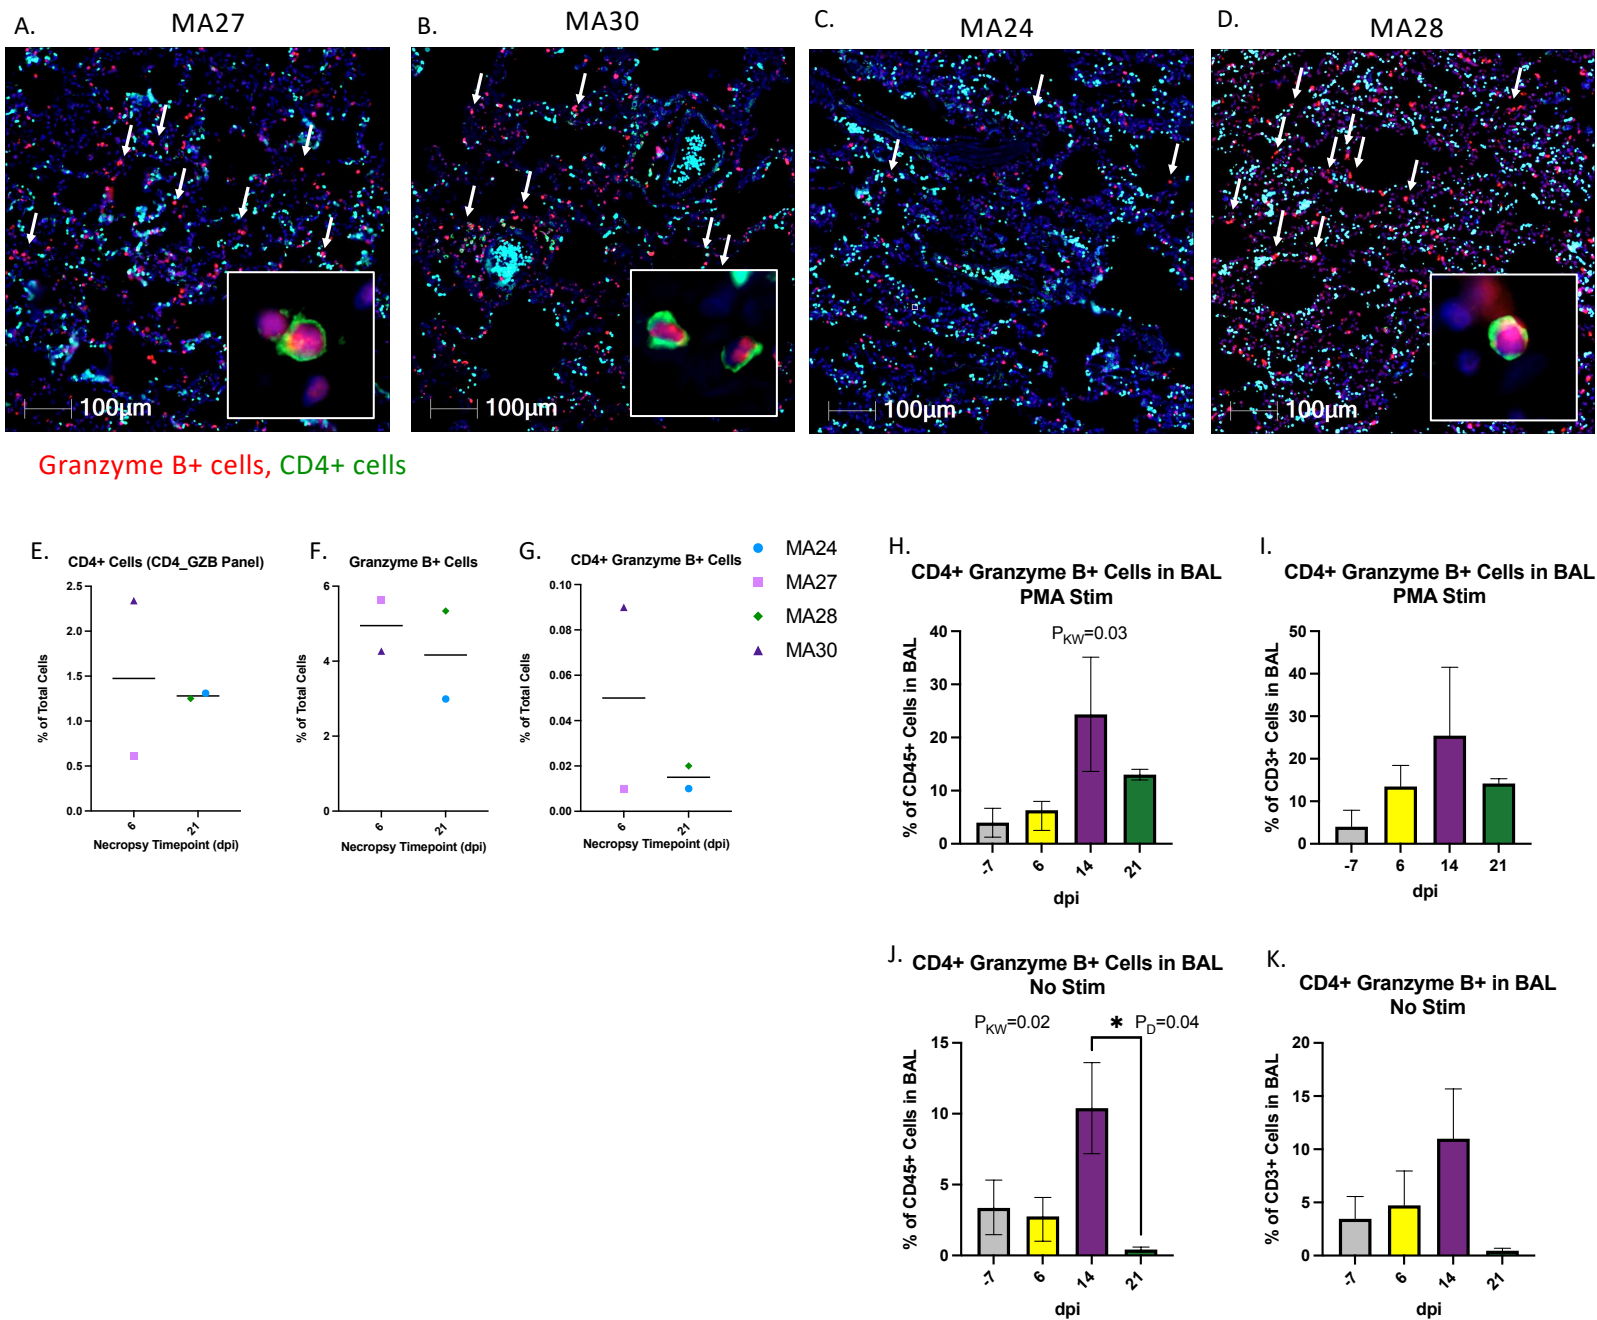 A. MA27
B. MA30
C. MA24
D. MA28
100µm
100µm
100µm
100µm
Granzyme B+ cells, CD4+ cells
E.
CD4+ Cells (CD4_GZB Panel)
% of Total Cells
2.5
2.0
1.5
1.0
0.5
0.0
6
21
Necropsy Timepoint (dpi)
F.
Granzyme B+ Cells
% of Total Cells
6
4
2
0
6
21
Necropsy Timepoint (dpi)
G.
CD4+ Granzyme B+ Cells
% of Total Cells
0.10
0.08
0.06
0.04
0.02
0.00
6
21
Necropsy Timepoint (dpi)
MA24
MA27
MA28
MA30
H.
CD4+ Granzyme B+ Cells in BAL
PMA Stim
PKW=0.03
% of CD45+ Cells in BAL
40
30
20
10
0
-7
6
14
21
dpi
I.
CD4+ Granzyme B+ Cells in BAL
PMA Stim
% of CD3+ Cells in BAL
50
40
30
20
10
0
-7
6
14
21
dpi
J.
CD4+ Granzyme B+ Cells in BAL
No Stim
PKW=0.02
* PD=0.04
% of CD45+ Cells in BAL
15
10
5
0
-7
6
14
21
dpi
K.
CD4+ Granzyme B+ in BAL
No Stim
% of CD3+ Cells in BAL
20
15
10
5
0
-7
6
14
21
dpi